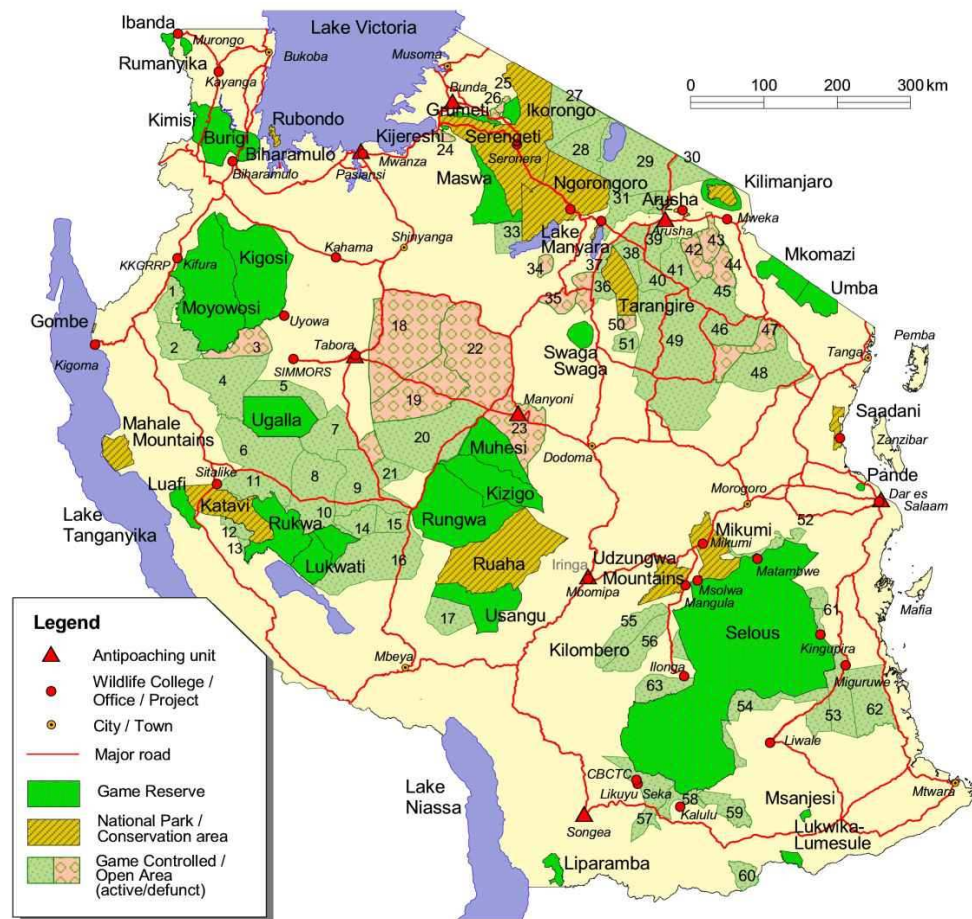 Ibanda
Murongo
Lake Victoria
Musoma
Bukoba
Rumanyika
Kayanga
Bunda
25
26
27
Grumeti
Ikorongo
0 100 200 300 km
Kimisi
Burigi
Rubondo
Kijereshi
Serengeti
24
28
29
30
Biharamulo
Biharamulo
Pasiansi
Mwanza
Seronera
Maswa
Ngorongoro
31
32
Arusha
Arusha
Kilimanjaro
Mweka
33
Lake
Manyara
Shinyanga
Kahama
KKGRRP
Kifura
Kigosi
Moyowosi
34
35
36
37
38
39
40
41
42
43
44
45
Mkomazi
Umba
Tarangire
1
2
3
4
5
Gombe
Kigoma
Uyowa
Tabora
SIMMORS
18
19
22
Swaga
Swaga
50
51
49
46
47
48
Tanga
Pemba
Ugalla
6
7
8
9
20
21
Manyoni
23
Muhesi
Dodoma
Saadani
Zanzibar
Mahale
Mountains
Sitalike
11
Luafi
Katavi
10
Rukwa
12
13
14
15
16
Lukwati
Kizigo
Rungwa
Ruaha
Lake
Tanganyika
Morogoro
Pande
Dar es
Salaam
52
Mikumi
Mikumi
Iringa
Udzungwa
Mountains
Moomipa
Matambwe
Msolwa
Mangula
Mafia
17
Usangu
55
56
Kilombero
Selous
61
Kingupira
Miguruwe
Mbeya
Ilonga
63
54
53
62
Liwale
Lake
Niassa
CBCTC
Likuyu Seka
58
Kalulu
57
59
Songea
Msanjesi
Mtwara
Lukwika-
Lumesule
Liparamba
60
Legend
Antipoaching unit
Wildlife College /
Office / Project
City / Town
Major road
Game Reserve
National Park /
Conservation area
Game Controlled /
Open Area
(active/defunct)